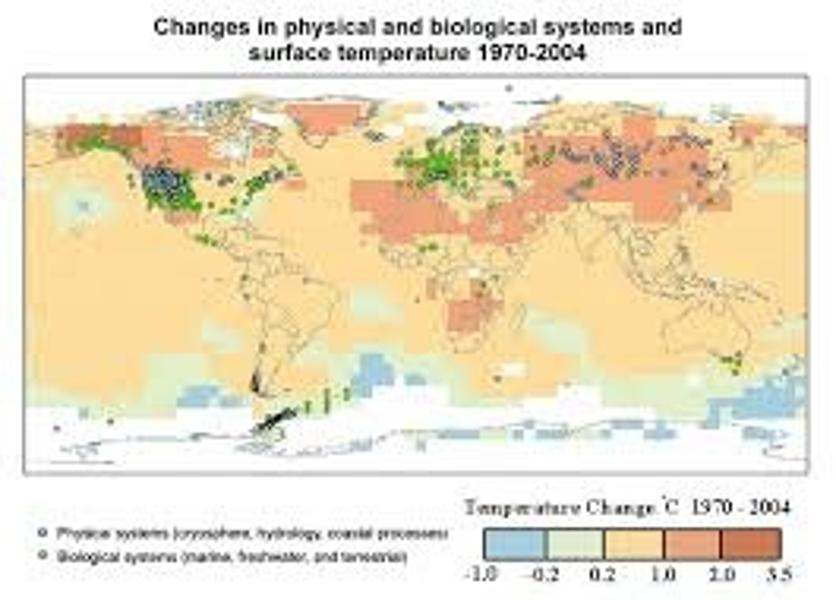 Changes in physical and biological systems and
surface temperature 1970-2004
Temperature Change °C 1970 - 2004
Physical systems (cryosphere, hydrology, coastal processes)
Biological systems (marine, freshwater, and terrestrial)
-1.0 -0.2 0.2 1.0 2.0 3.5